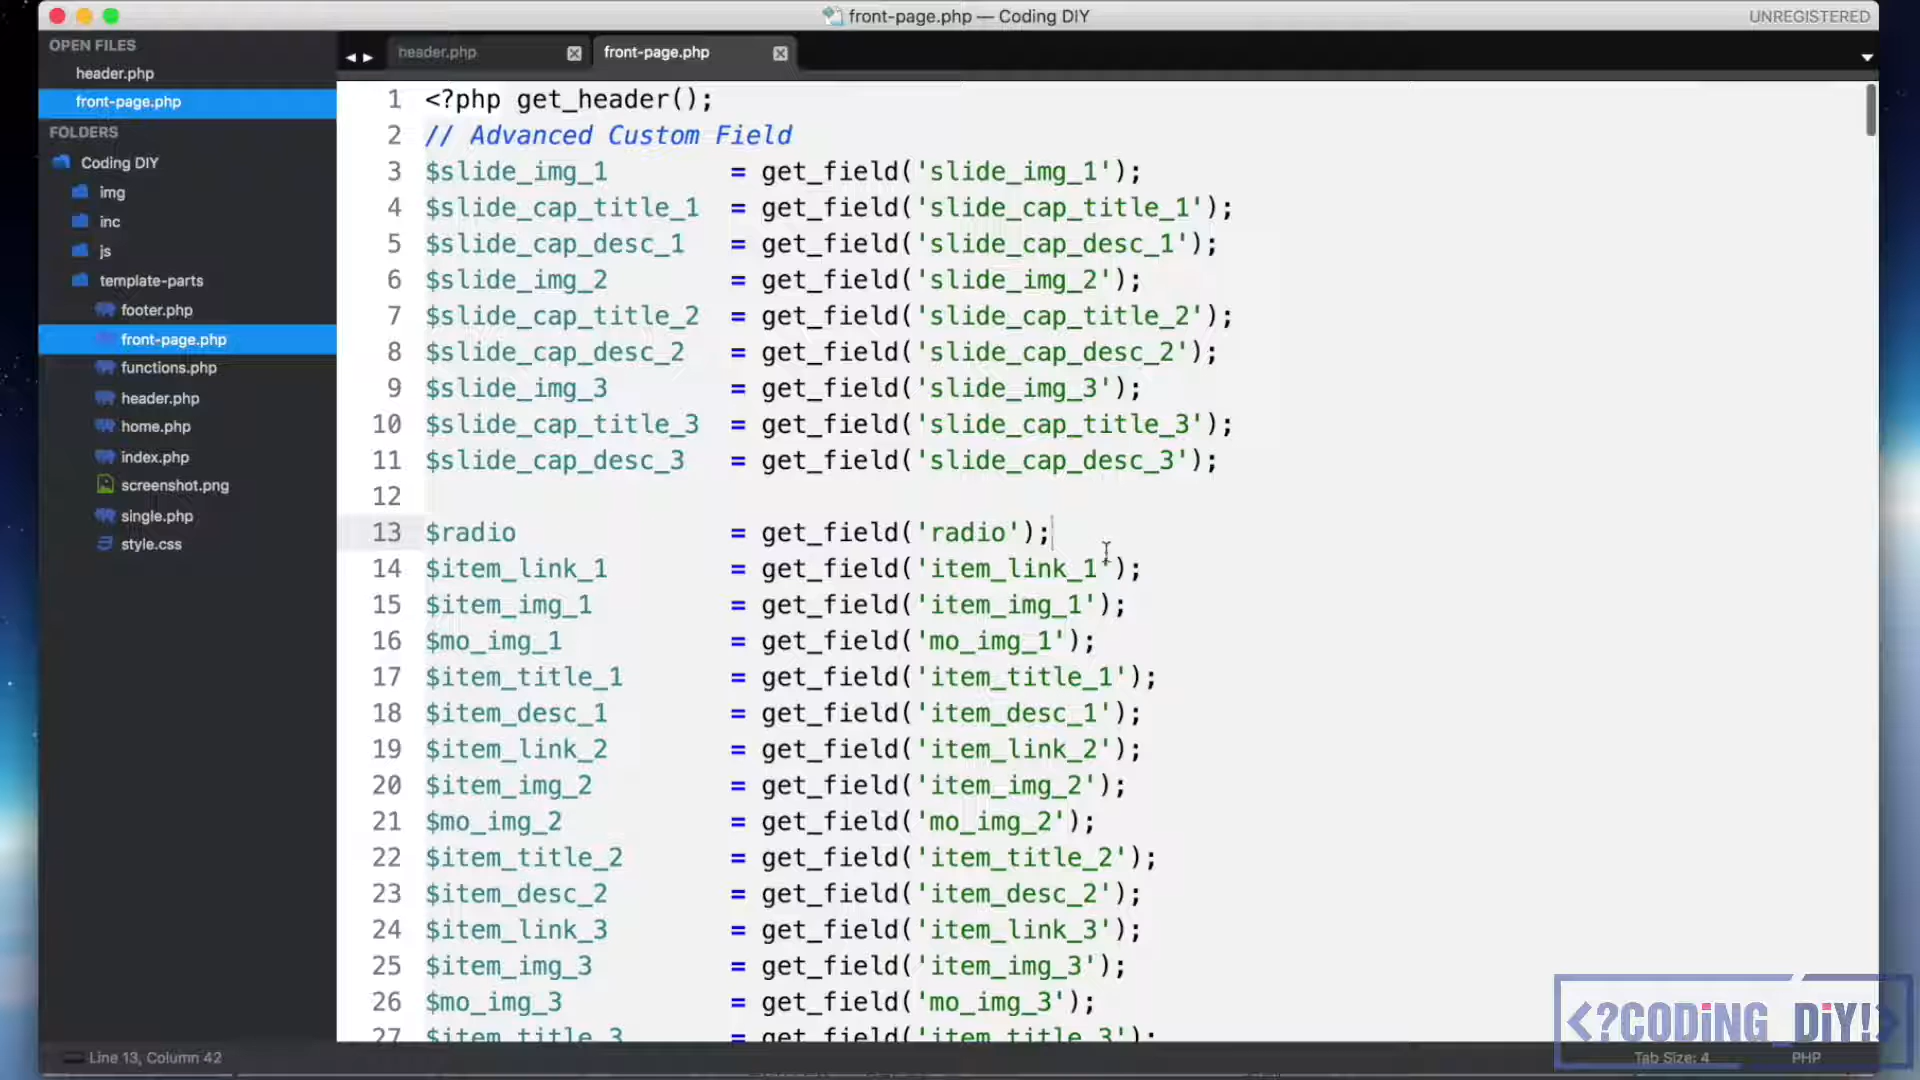 front-page.php — Coding DIY
UNREGISTERED
OPEN FILES
header.php
front-page.php
FOLDERS
Coding DIY
img
inc
js
template-parts
footer.php
front-page.php
functions.php
header.php
home.php
index.php
screenshot.png
single.php
style.css
header.php
front-page.php
1 <?php get_header();
2 // Advanced Custom Field
3 $slide_img_1 = get_field('slide_img_1');
4 $slide_cap_title_1 = get_field('slide_cap_title_1');
5 $slide_cap_desc_1 = get_field('slide_cap_desc_1');
6 $slide_img_2 = get_field('slide_img_2');
7 $slide_cap_title_2 = get_field('slide_cap_title_2');
8 $slide_cap_desc_2 = get_field('slide_cap_desc_2');
9 $slide_img_3 = get_field('slide_img_3');
10 $slide_cap_title_3 = get_field('slide_cap_title_3');
11 $slide_cap_desc_3 = get_field('slide_cap_desc_3');
12
13 $radio = get_field('radio');
14 $item_link_1 = get_field('item_link_1');
15 $item_img_1 = get_field('item_img_1');
16 $mo_img_1 = get_field('mo_img_1');
17 $item_title_1 = get_field('item_title_1');
18 $item_desc_1 = get_field('item_desc_1');
19 $item_link_2 = get_field('item_link_2');
20 $item_img_2 = get_field('item_img_2');
21 $mo_img_2 = get_field('mo_img_2');
22 $item_title_2 = get_field('item_title_2');
23 $item_desc_2 = get_field('item_desc_2');
24 $item_link_3 = get_field('item_link_3');
25 $item_img_3 = get_field('item_img_3');
26 $mo_img_3 = get_field('mo_img_3');
27 $item_title_3 = get_field('item_title_3');
<?CODiNG_DiY!>
Line 13, Column 42
Tab Size: 4
PHP